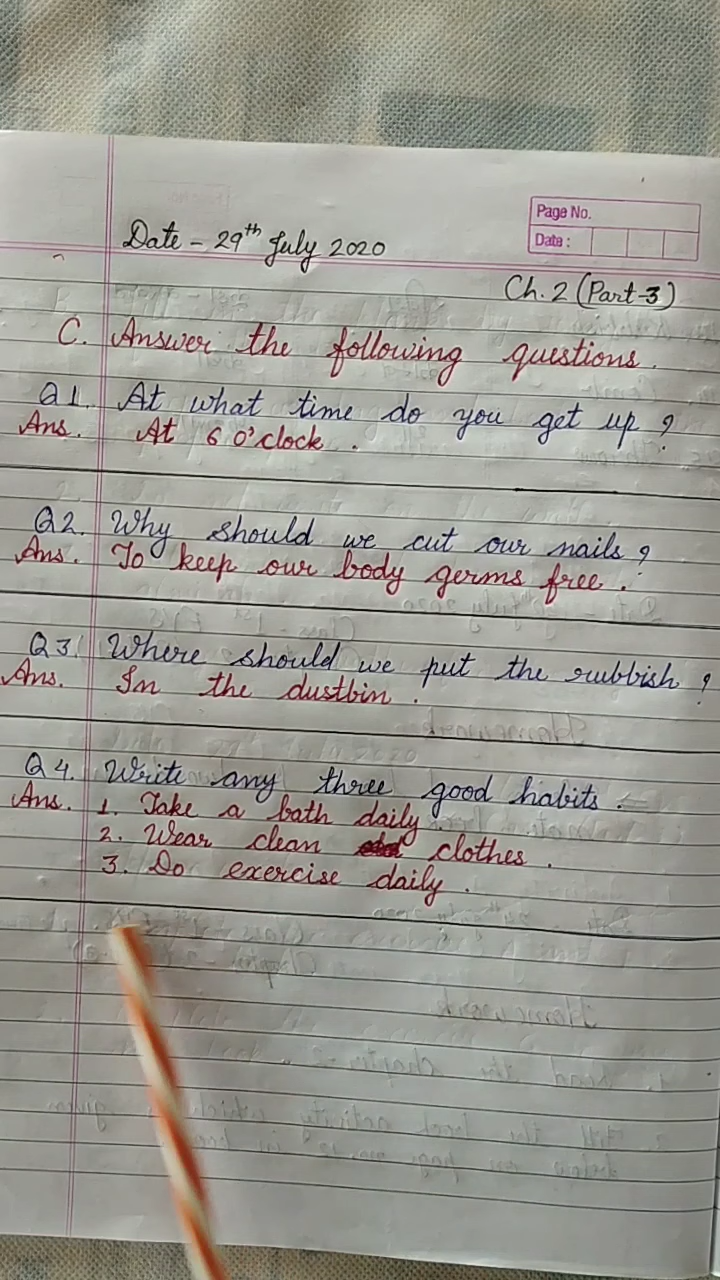 Page No.
Date :
Date - 29th July 2020
Ch. 2 (Part-3)
C. Answer the following questions.
Q1. At what time do you get up ?
Ans. At 6 o'clock .
Q2. Why should we cut our nails ?
Ans. To keep our body germs free .
Q3. Where should we put the rubbish ?
Ans. In the dustbin .
Q4. Write any three good habits .
Ans. 1. Take a bath daily .
2. Wear clean clothes .
3. Do exercise daily .